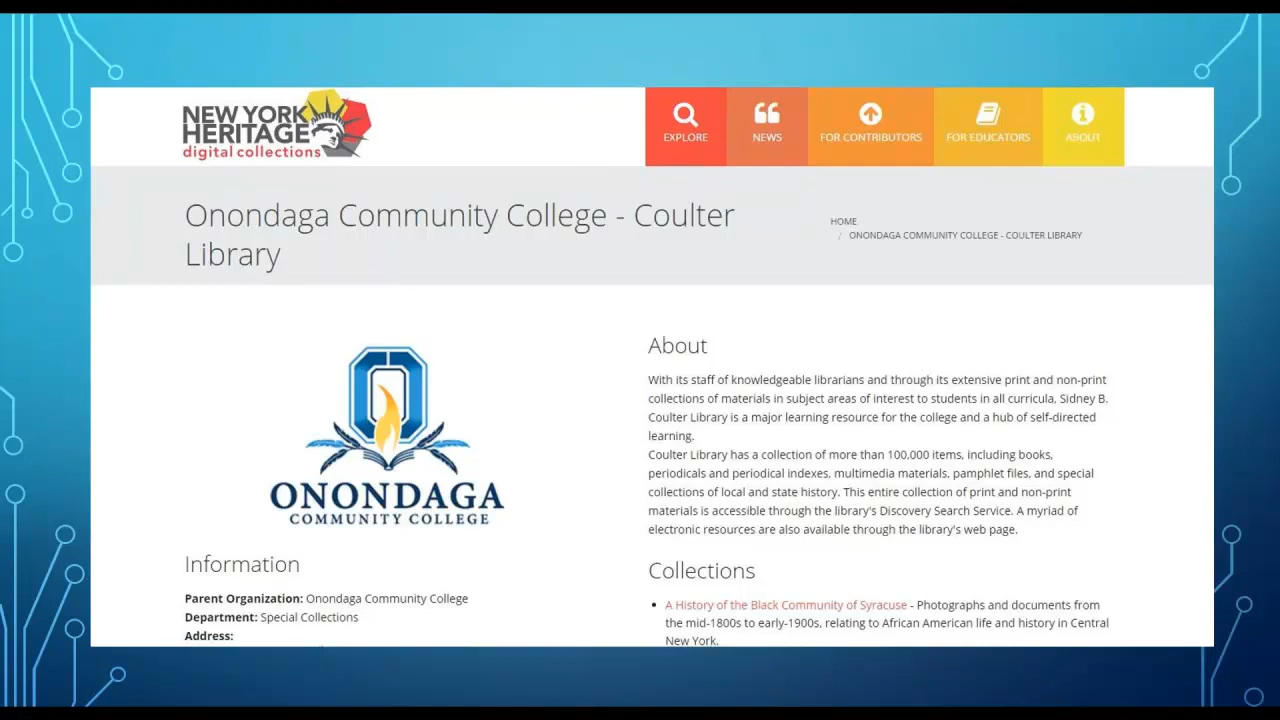 NEW YORK
HERITAGE
digital collections
EXPLORE
NEWS
FOR CONTRIBUTORS
FOR EDUCATORS
ABOUT
Onondaga Community College - Coulter
Library
HOME
/ ONONDAGA COMMUNITY COLLEGE - COULTER LIBRARY
ONONDAGA
COMMUNITY COLLEGE
Information
Parent Organization: Onondaga Community College
Department: Special Collections
Address:
About
With its staff of knowledgeable librarians and through its extensive print and non-print
collections of materials in subject areas of interest to students in all curricula, Sidney B.
Coulter Library is a major learning resource for the college and a hub of self-directed
learning.
Coulter Library has a collection of more than 100,000 items, including books,
periodicals and periodical indexes, multimedia materials, pamphlet files, and special
collections of local and state history. This entire collection of print and non-print
materials is accessible through the library's Discovery Search Service. A myriad of
electronic resources are also available through the library's web page.
Collections
• A History of the Black Community of Syracuse - Photographs and documents from
the mid-1800s to early-1900s, relating to African American life and history in Central
New York.